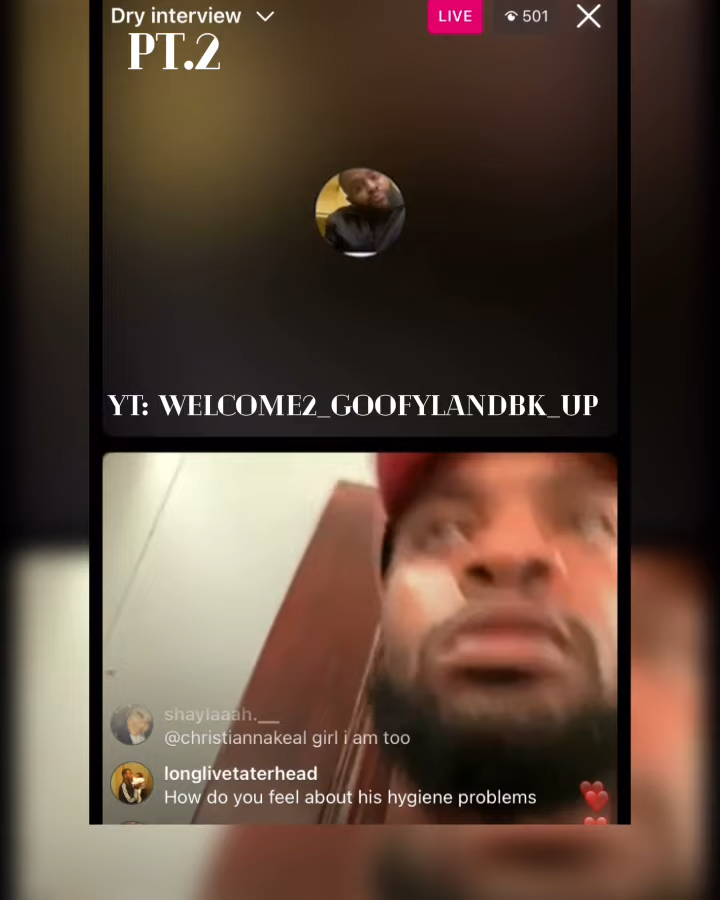 Dry interview
LIVE
501
PT.2
YT: WELCOME2_GOOFYLANDBK_UP
shaylaaah.__
@christiannakeal girl i am too
longlivetaterhead
How do you feel about his hygiene problems